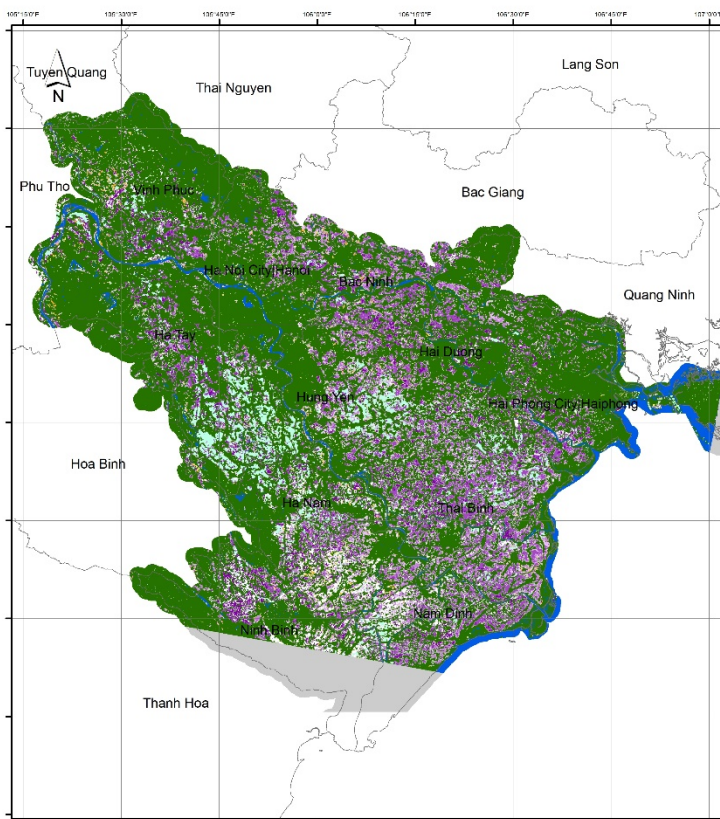 105°15'0"E 105°30'0"E 105°45'0"E 106°0'0"E 106°15'0"E 106°30'0"E 106°45'0"E 107°0'0"E
Lang Son
Tuyen Quang
Thai Nguyen
N
Phu Tho
Vinh Phuc
Bac Giang
Ha Noi City|Hanoi
Bac Ninh
Quang Ninh
Ha Tay
Hai Duong
Hung Yen
Hai Phong City|Haiphong
Hoa Binh
Ha Nam
Thai Binh
Nam Dinh
Ninh Binh
Thanh Hoa